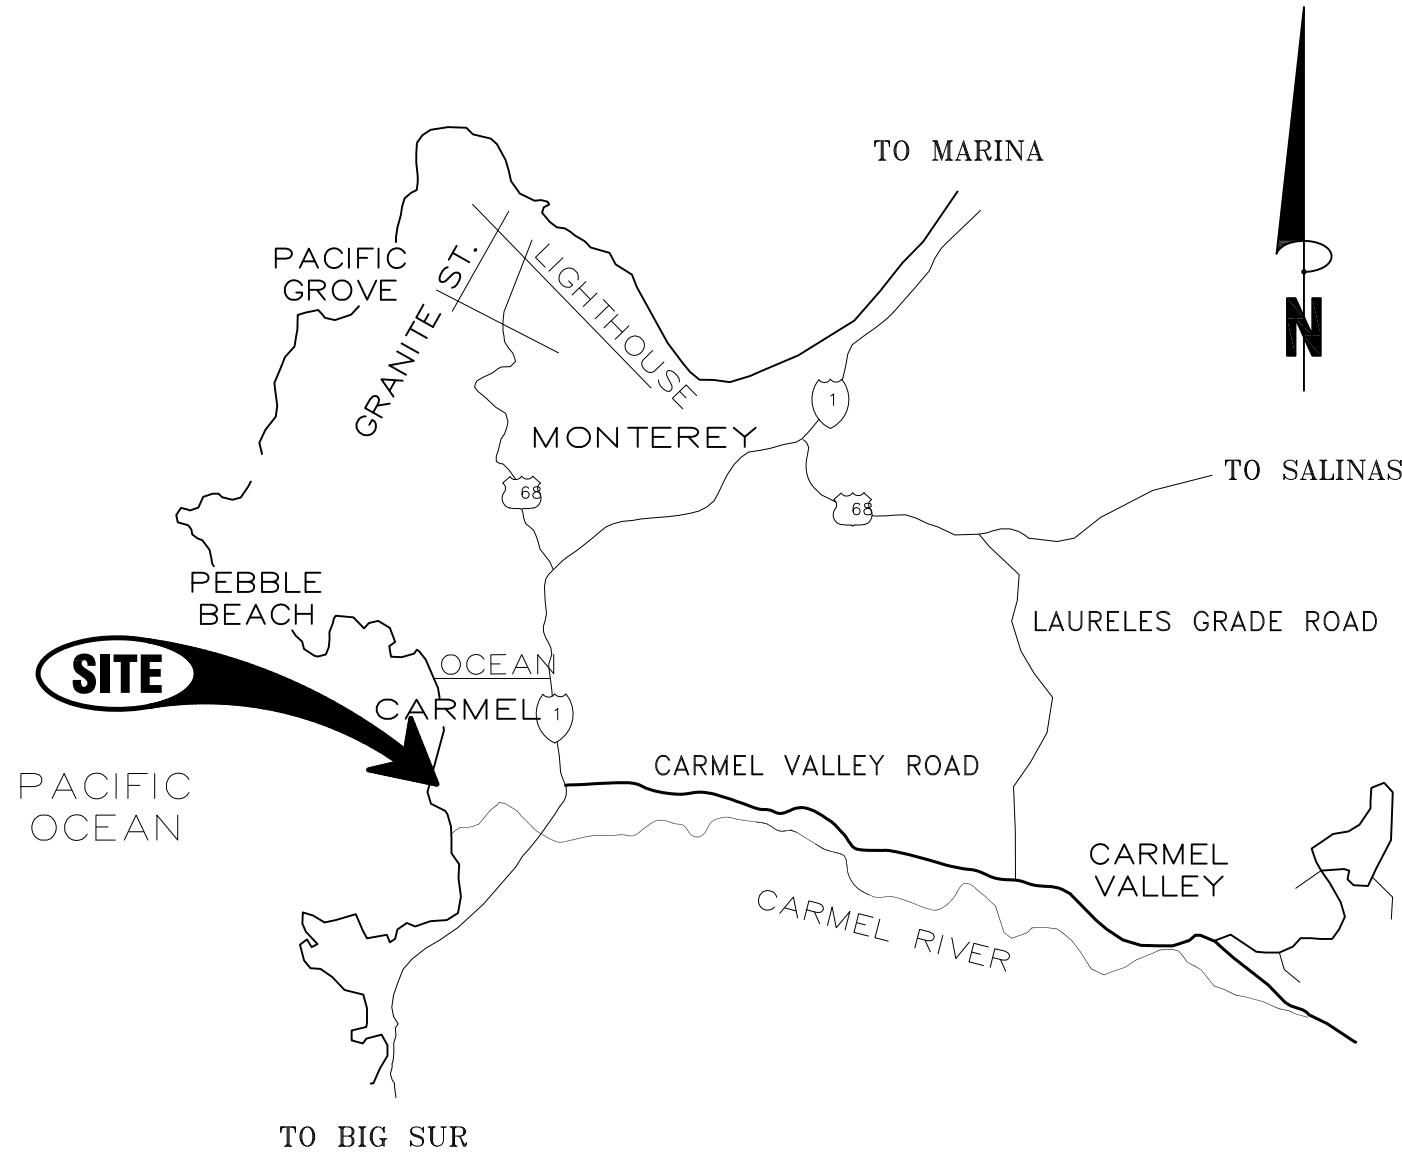 TO MARINA
PACIFIC
GROVE
GRANITE ST.
LIGHTHOUSE
N
1
MONTEREY
TO SALINAS
68
68
PEBBLE
BEACH
LAURELES GRADE ROAD
SITE
OCEAN
CARMEL
1
CARMEL VALLEY ROAD
PACIFIC
OCEAN
CARMEL
VALLEY
CARMEL RIVER
TO BIG SUR